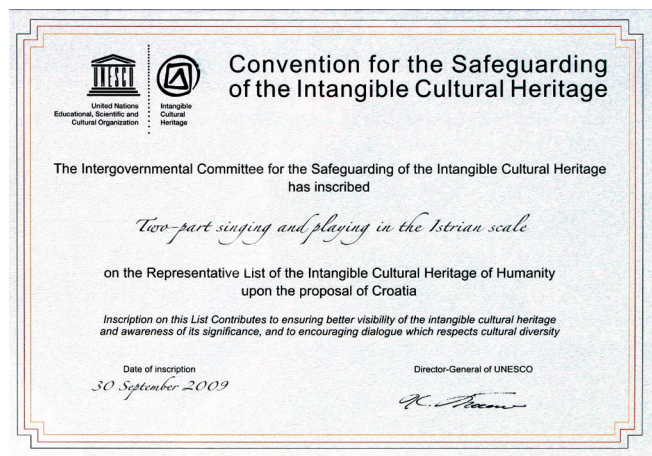 Convention for the Safeguarding
of the Intangible Cultural Heritage
UNESCO
United Nations
Educational, Scientific and
Cultural Organization
Intangible
Cultural
Heritage
The Intergovernmental Committee for the Safeguarding of the Intangible Cultural Heritage
has inscribed
Two-part singing and playing in the Istrian scale
on the Representative List of the Intangible Cultural Heritage of Humanity
upon the proposal of Croatia
Inscription on this List Contributes to ensuring better visibility of the intangible cultural heritage
and awareness of its significance, and to encouraging dialogue which respects cultural diversity
Date of inscription
30 September 2009
Director-General of UNESCO